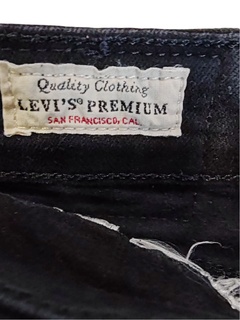 Quality Clothing
LEVI'S® PREMIUM
SAN FRANCISCO, CAL.